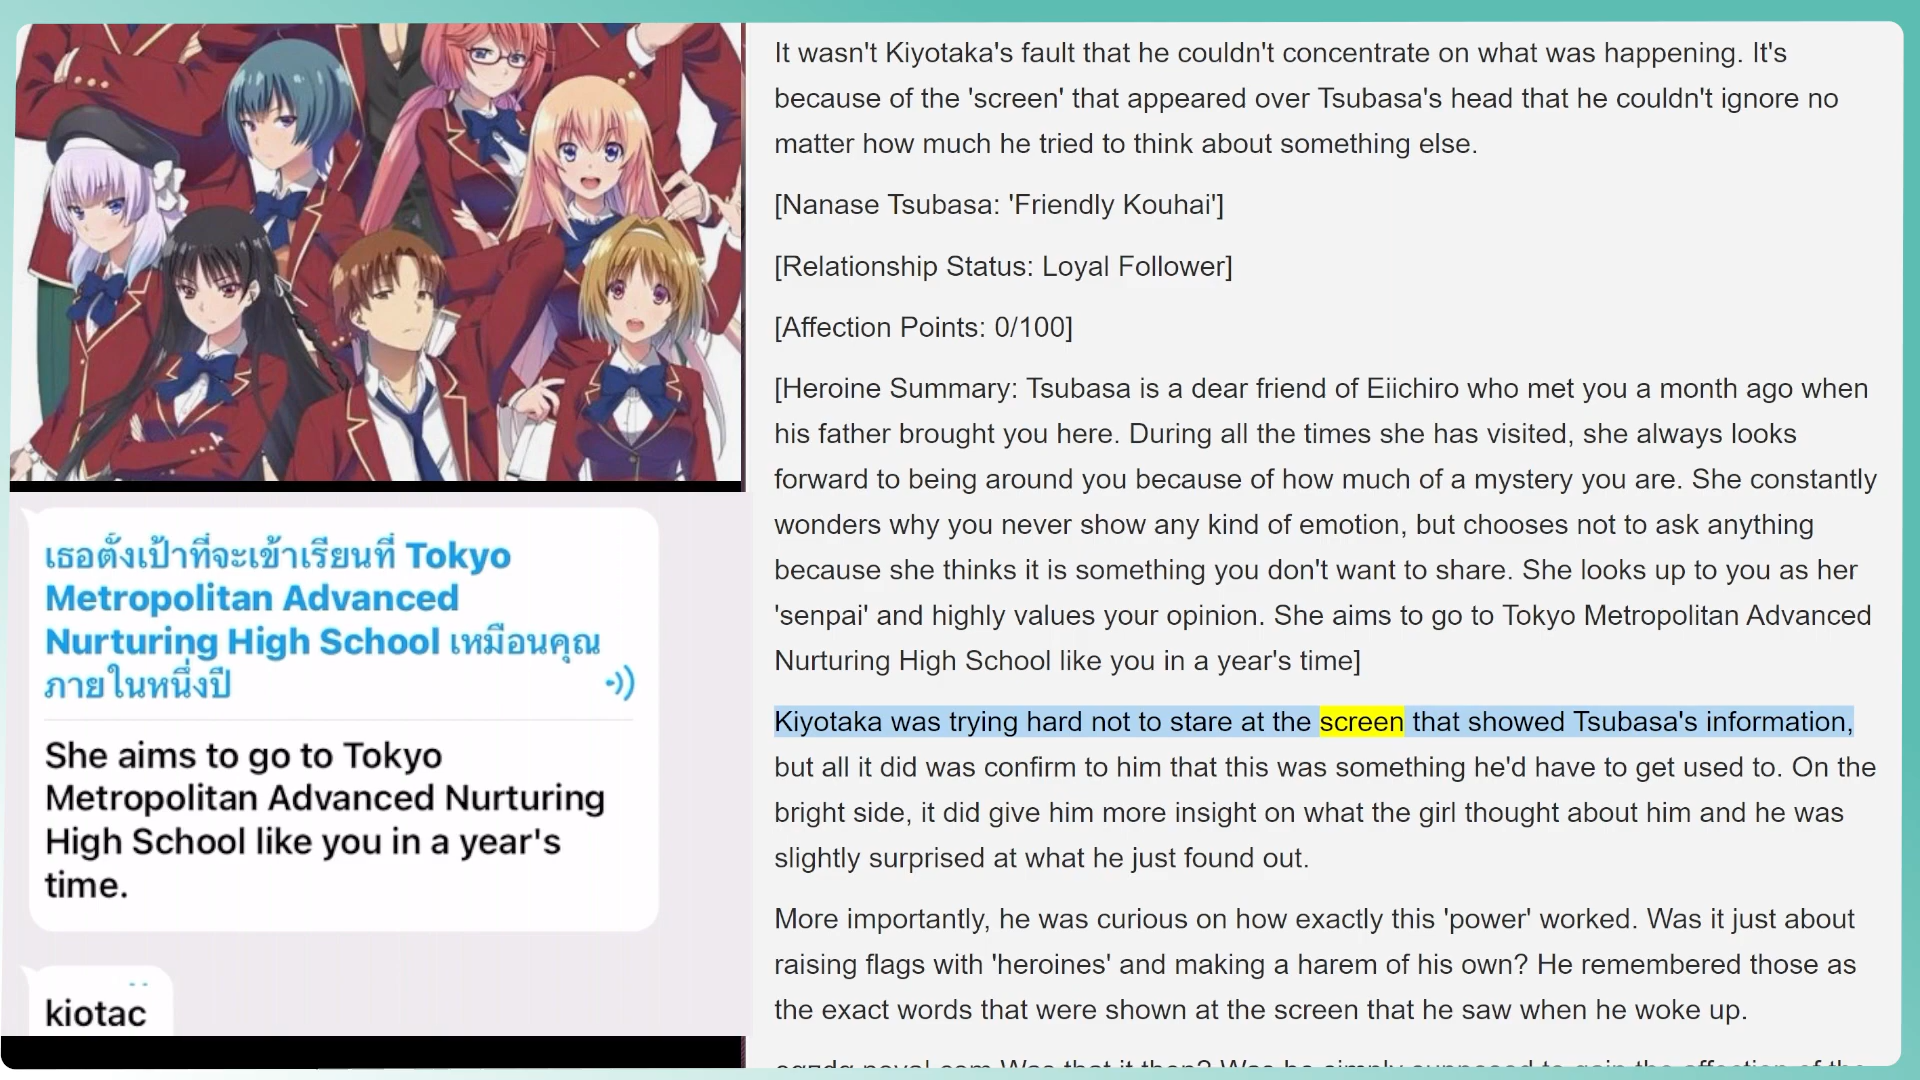 เธอตั้งเป้าที่จะเข้าเรียนที่ Tokyo
Metropolitan Advanced
Nurturing High School เหมือนคุณ
ภายในหนึ่งปี
She aims to go to Tokyo
Metropolitan Advanced Nurturing
High School like you in a year's
time.
kiotac
It wasn't Kiyotaka's fault that he couldn't concentrate on what was happening. It's
because of the 'screen' that appeared over Tsubasa's head that he couldn't ignore no
matter how much he tried to think about something else.
[Nanase Tsubasa: 'Friendly Kouhai']
[Relationship Status: Loyal Follower]
[Affection Points: 0/100]
[Heroine Summary: Tsubasa is a dear friend of Eiichiro who met you a month ago when
his father brought you here. During all the times she has visited, she always looks
forward to being around you because of how much of a mystery you are. She constantly
wonders why you never show any kind of emotion, but chooses not to ask anything
because she thinks it is something you don't want to share. She looks up to you as her
'senpai' and highly values your opinion. She aims to go to Tokyo Metropolitan Advanced
Nurturing High School like you in a year's time]
Kiyotaka was trying hard not to stare at the screen that showed Tsubasa's information,
but all it did was confirm to him that this was something he'd have to get used to. On the
bright side, it did give him more insight on what the girl thought about him and he was
slightly surprised at what he just found out.
More importantly, he was curious on how exactly this 'power' worked. Was it just about
raising flags with 'heroines' and making a harem of his own? He remembered those as
the exact words that were shown at the screen that he saw when he woke up.
Was that it then? Was he simply supposed to gain the affection of the